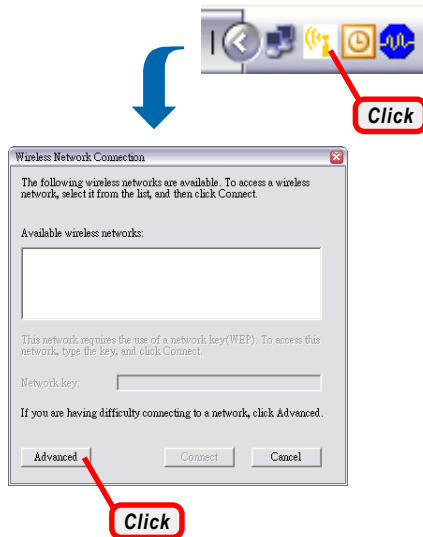 Click
Wireless Network Connection
The following wireless networks are available. To access a wireless
network, select it from the list, and then click Connect.
Available wireless networks:
This network requires the use of a network key(WEP). To access this
network, type the key, and click Connect.
Network key:
If you are having difficulty connecting to a network, click Advanced.
Advanced Connect Cancel
Click